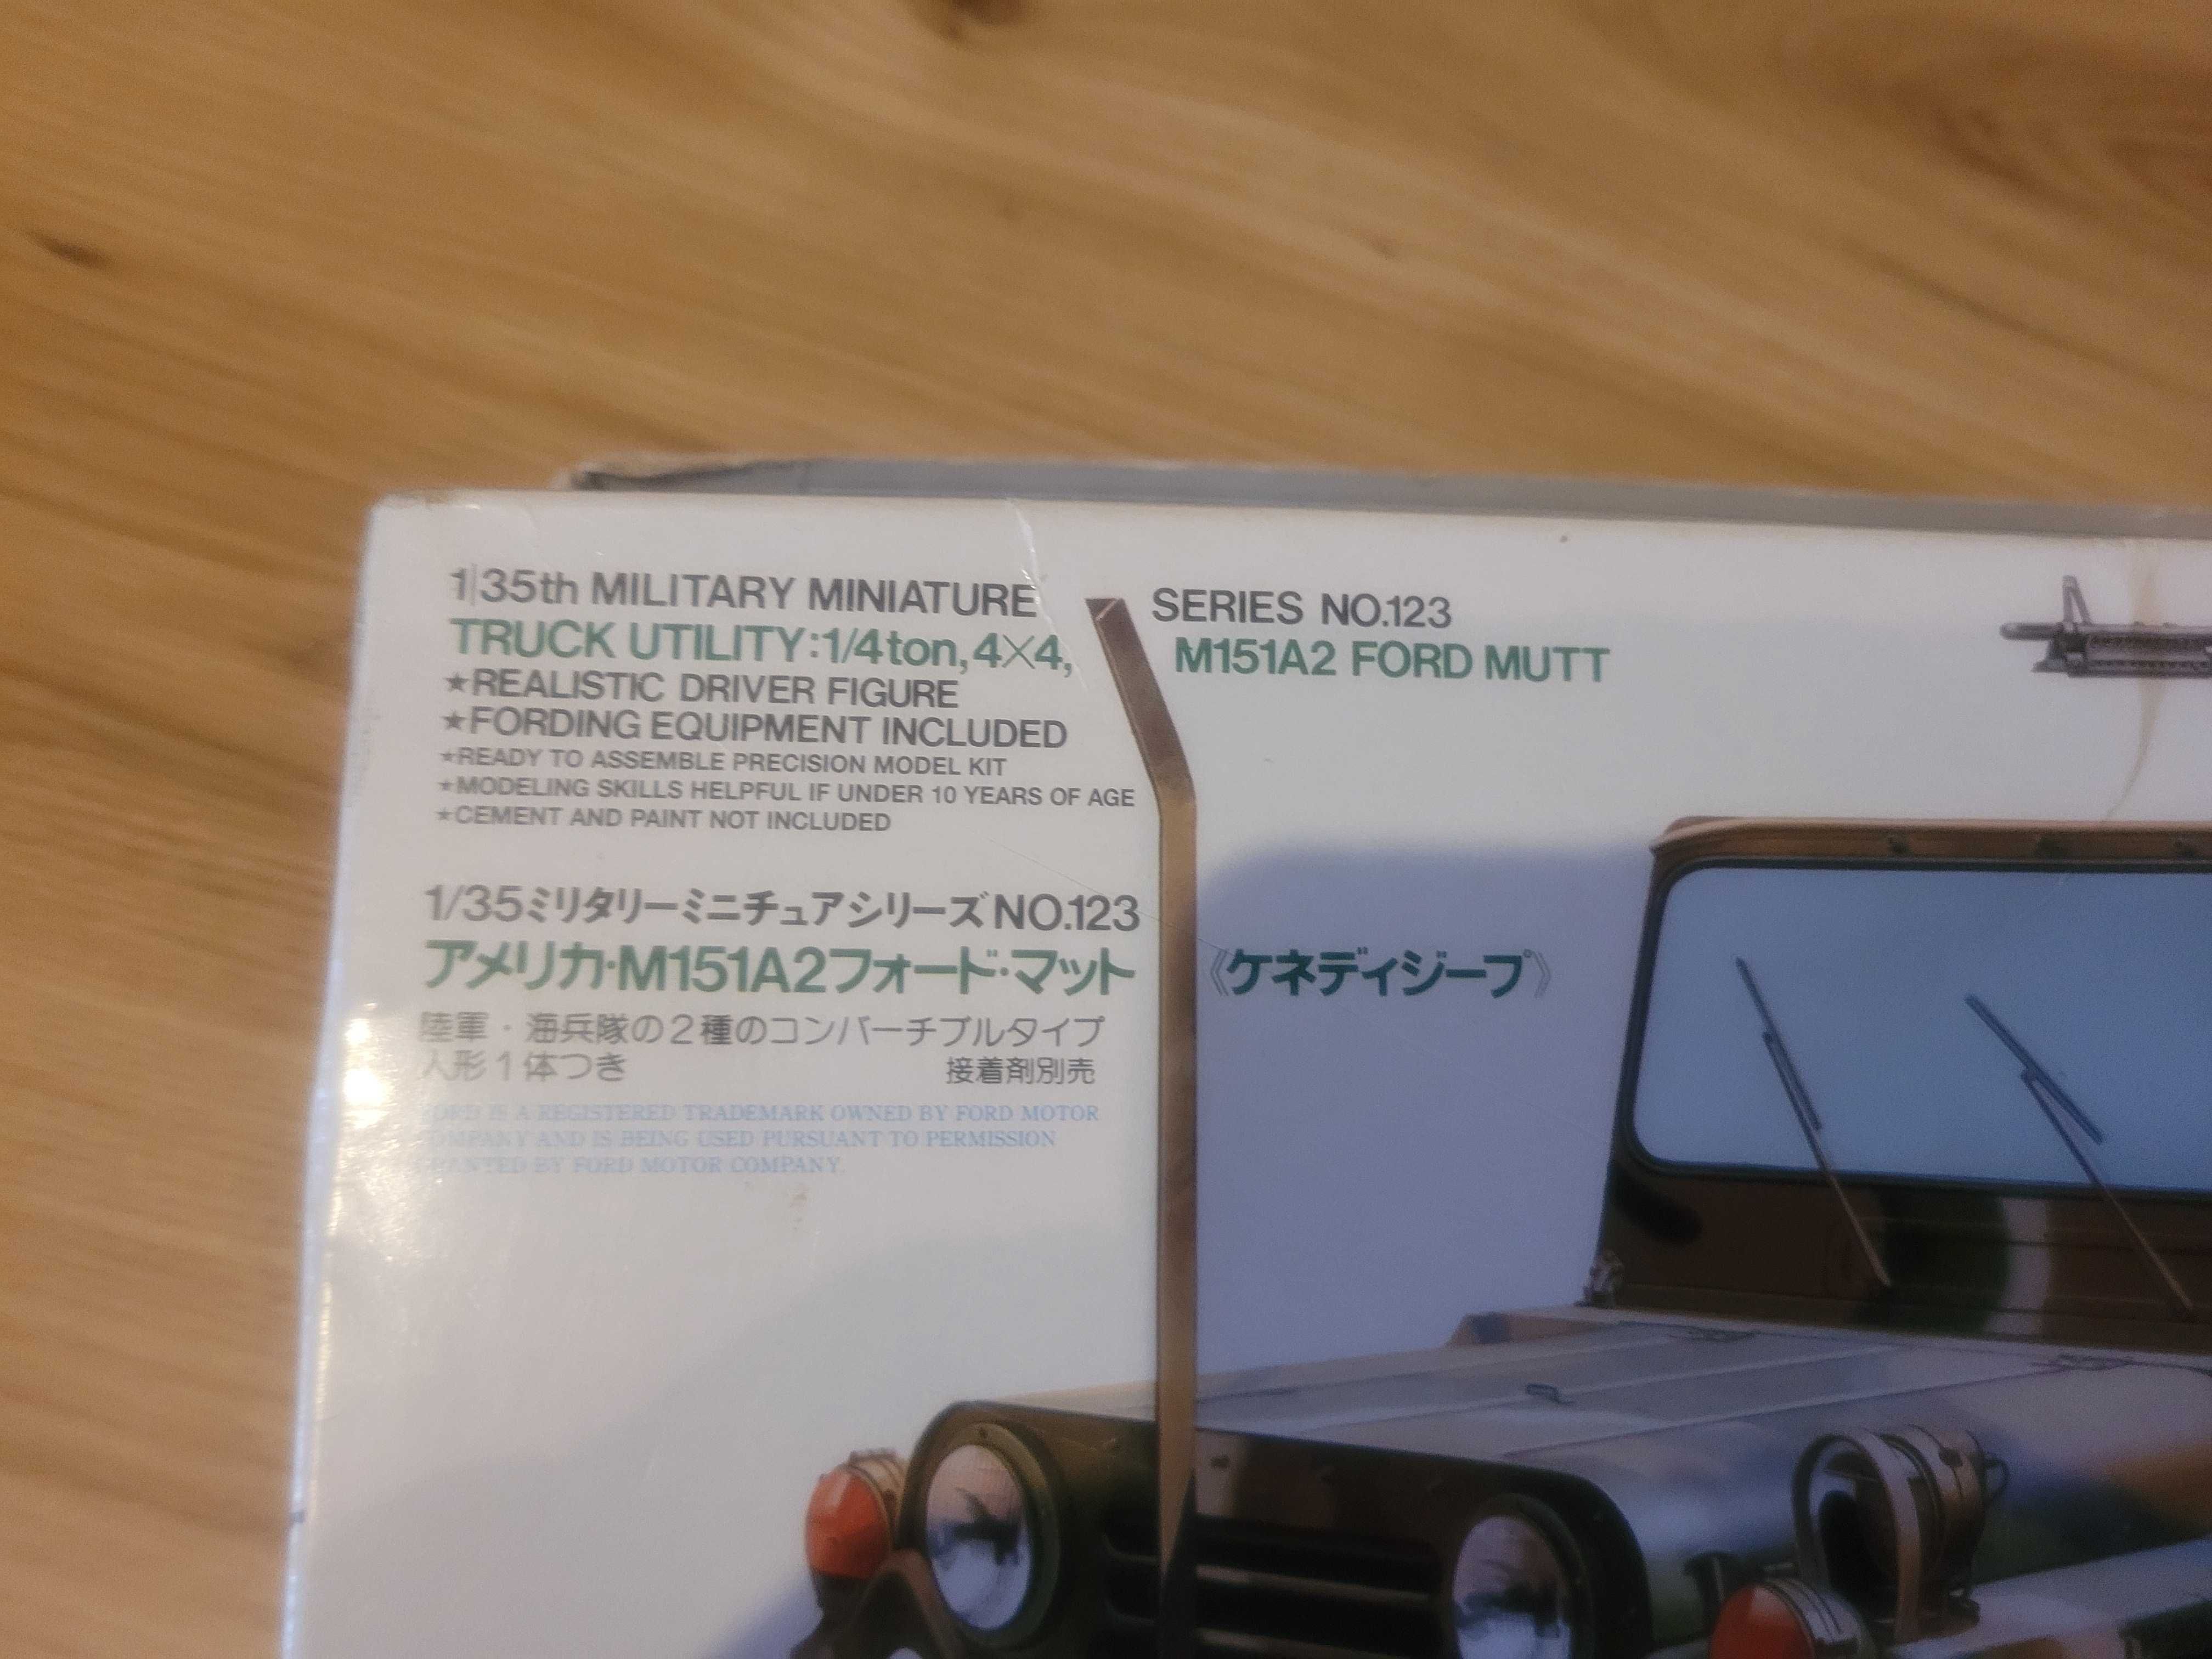 1/35th MILITARY MINIATURE SERIES NO.123
TRUCK UTILITY:1/4ton,4×4, M151A2 FORD MUTT
★REALISTIC DRIVER FIGURE
★FORDING EQUIPMENT INCLUDED
★READY TO ASSEMBLE PRECISION MODEL KIT
★MODELING SKILLS HELPFUL IF UNDER 10 YEARS OF AGE
★CEMENT AND PAINT NOT INCLUDED
1/35ミリタリーミニチュアシリーズNO.123
アメリカ・M151A2フォード・マット《ケネディジープ》
陸軍・海兵隊の2種のコンバーチブルタイプ
人形1体つき 接着剤別売
FORD IS A REGISTERED TRADEMARK OWNED BY FORD MOTOR
COMPANY AND IS BEING USED PURSUANT TO PERMISSION
GRANTED BY FORD MOTOR COMPANY.